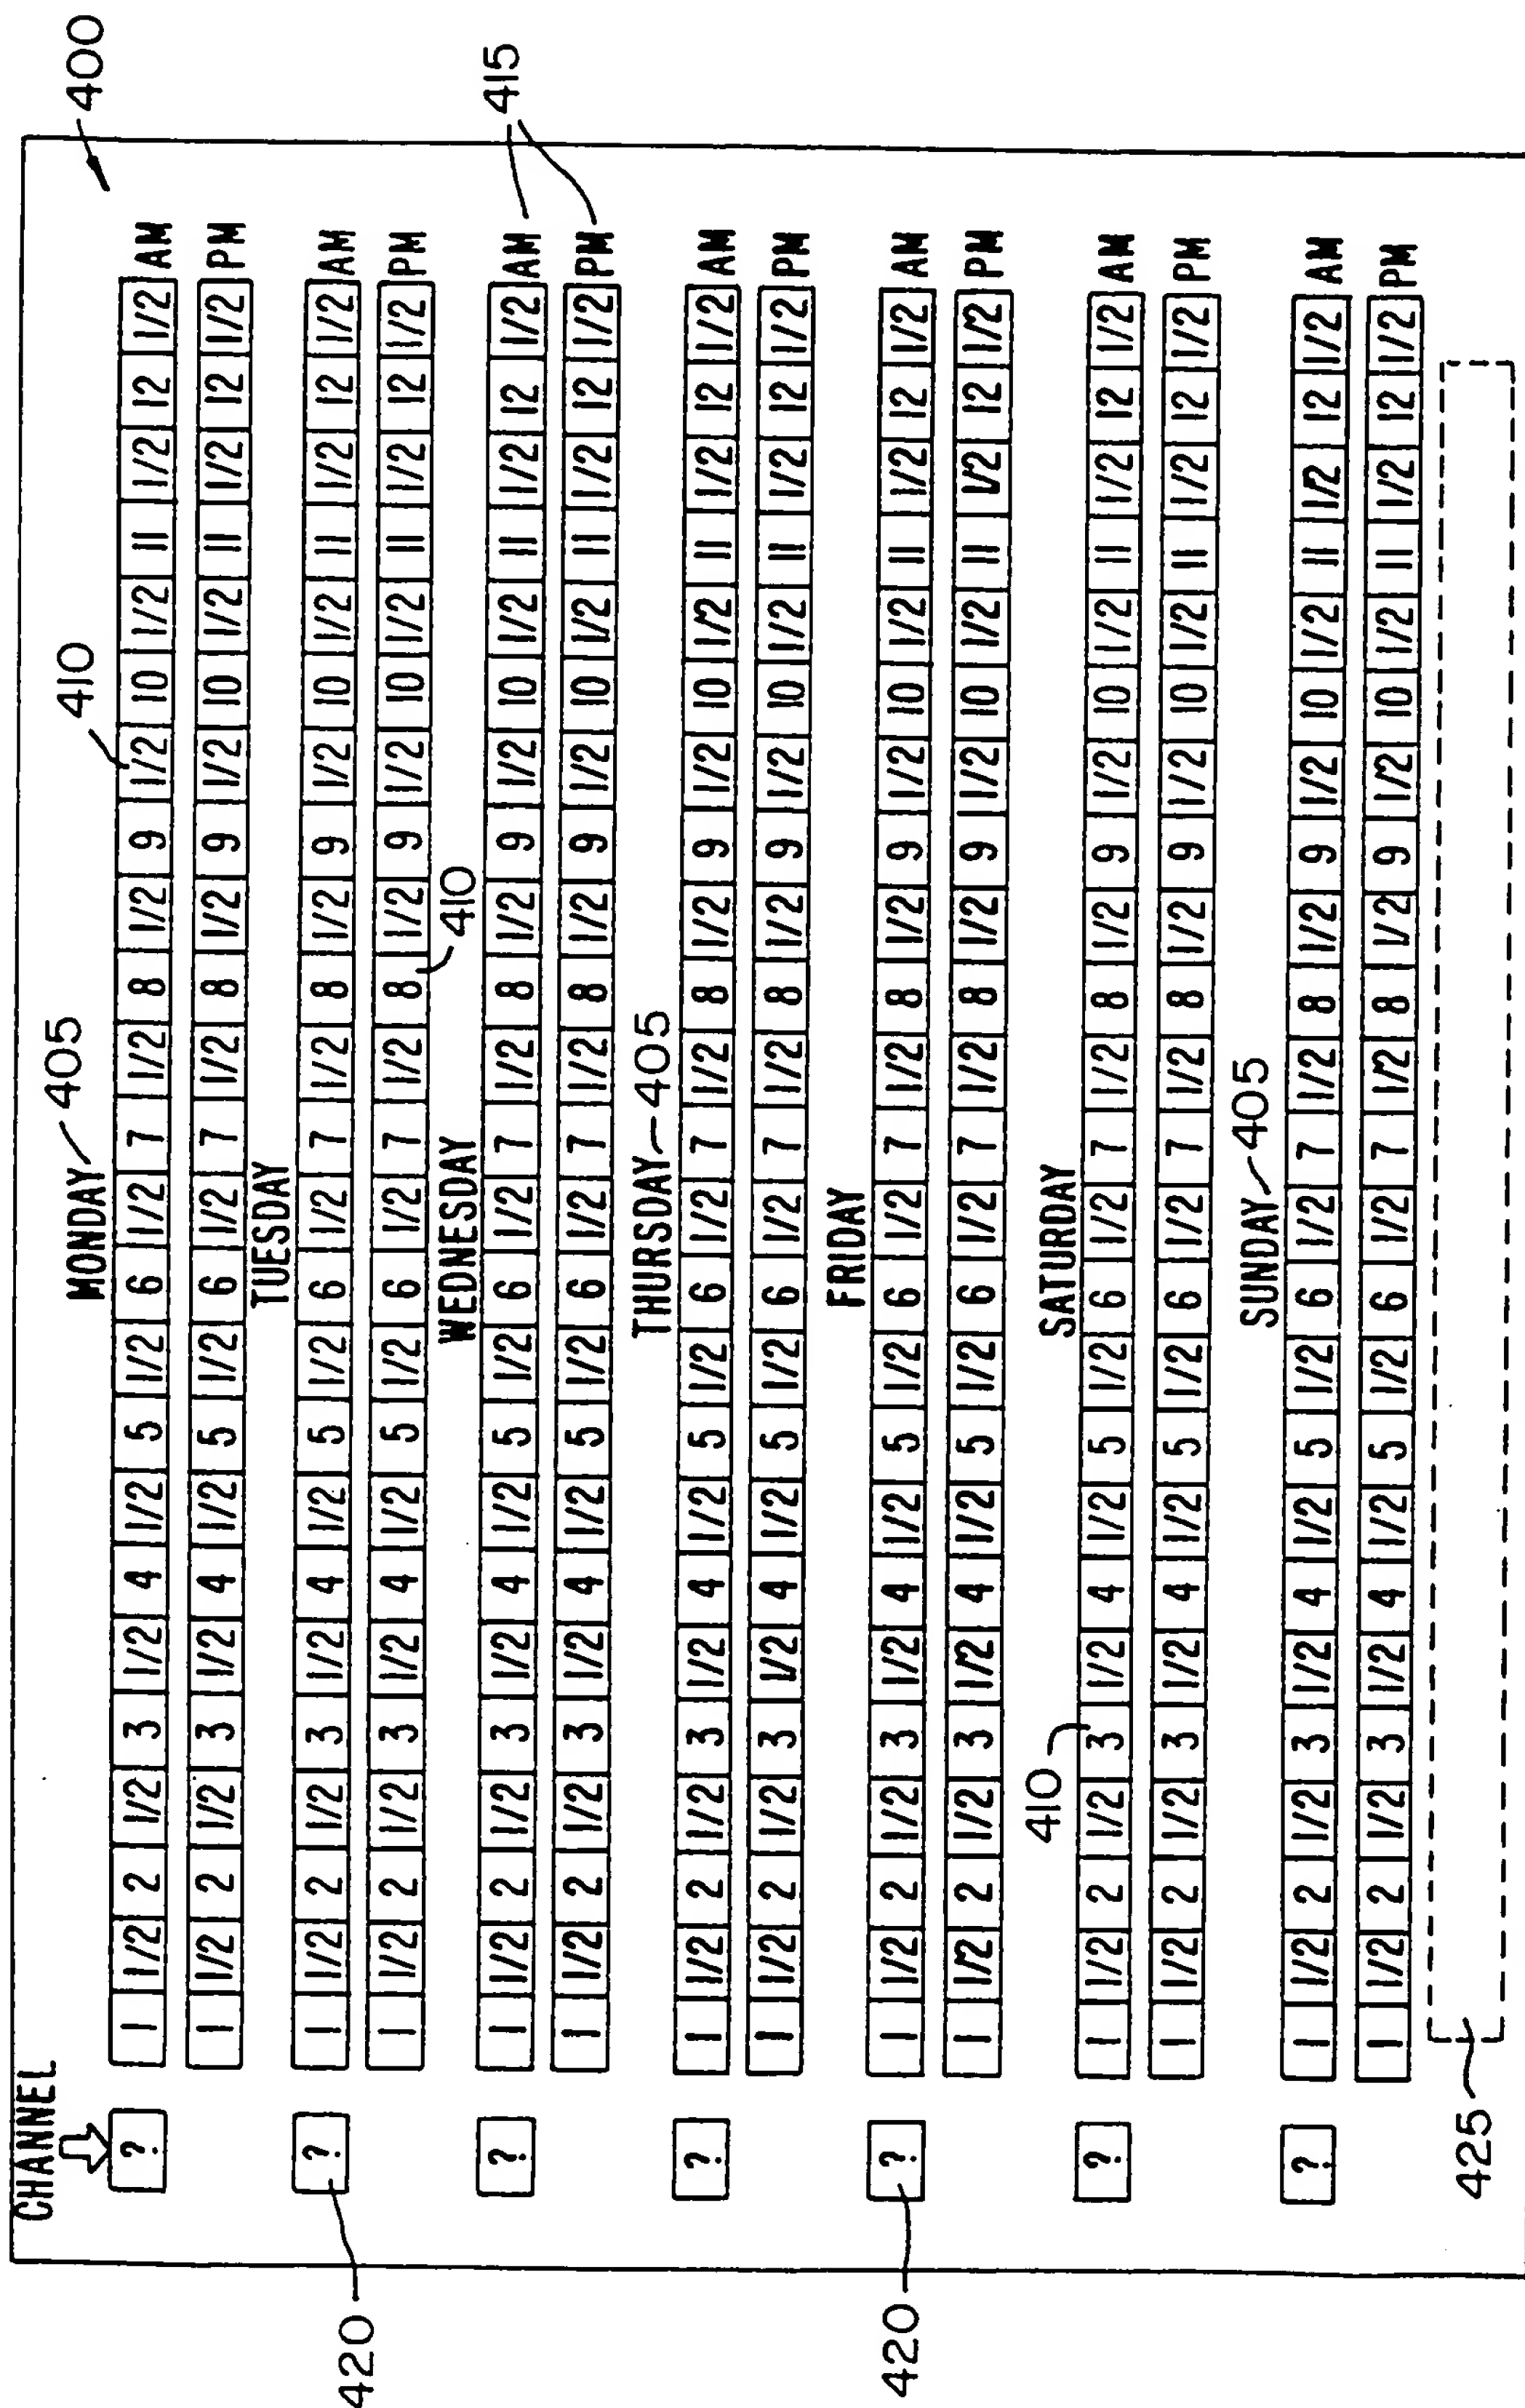 400
CHANNEL
MONDAY 405
410
? 1 1/2 2 1/2 3 1/2 4 1/2 5 1/2 6 1/2 7 1/2 8 1/2 9 1/2 10 1/2 11 1/2 12 1/2 AM
1 1/2 2 1/2 3 1/2 4 1/2 5 1/2 6 1/2 7 1/2 8 1/2 9 1/2 10 1/2 11 1/2 12 1/2 PM
TUESDAY
? 1 1/2 2 1/2 3 1/2 4 1/2 5 1/2 6 1/2 7 1/2 8 1/2 9 1/2 10 1/2 11 1/2 12 1/2 AM
420
1 1/2 2 1/2 3 1/2 4 1/2 5 1/2 6 1/2 7 1/2 8 1/2 9 1/2 10 1/2 11 1/2 12 1/2 PM
410
WEDNESDAY
415
? 1 1/2 2 1/2 3 1/2 4 1/2 5 1/2 6 1/2 7 1/2 8 1/2 9 1/2 10 1/2 11 1/2 12 1/2 AM
1 1/2 2 1/2 3 1/2 4 1/2 5 1/2 6 1/2 7 1/2 8 1/2 9 1/2 10 1/2 11 1/2 12 1/2 PM
THURSDAY 405
? 1 1/2 2 1/2 3 1/2 4 1/2 5 1/2 6 1/2 7 1/2 8 1/2 9 1/2 10 1/2 11 1/2 12 1/2 AM
1 1/2 2 1/2 3 1/2 4 1/2 5 1/2 6 1/2 7 1/2 8 1/2 9 1/2 10 1/2 11 1/2 12 1/2 PM
FRIDAY
? 1 1/2 2 1/2 3 1/2 4 1/2 5 1/2 6 1/2 7 1/2 8 1/2 9 1/2 10 1/2 11 1/2 12 1/2 AM
420
1 1/2 2 1/2 3 1/2 4 1/2 5 1/2 6 1/2 7 1/2 8 1/2 9 1/2 10 1/2 11 1/2 12 1/2 PM
410
SATURDAY
? 1 1/2 2 1/2 3 1/2 4 1/2 5 1/2 6 1/2 7 1/2 8 1/2 9 1/2 10 1/2 11 1/2 12 1/2 AM
1 1/2 2 1/2 3 1/2 4 1/2 5 1/2 6 1/2 7 1/2 8 1/2 9 1/2 10 1/2 11 1/2 12 1/2 PM
SUNDAY 405
? 1 1/2 2 1/2 3 1/2 4 1/2 5 1/2 6 1/2 7 1/2 8 1/2 9 1/2 10 1/2 11 1/2 12 1/2 AM
1 1/2 2 1/2 3 1/2 4 1/2 5 1/2 6 1/2 7 1/2 8 1/2 9 1/2 10 1/2 11 1/2 12 1/2 PM
425